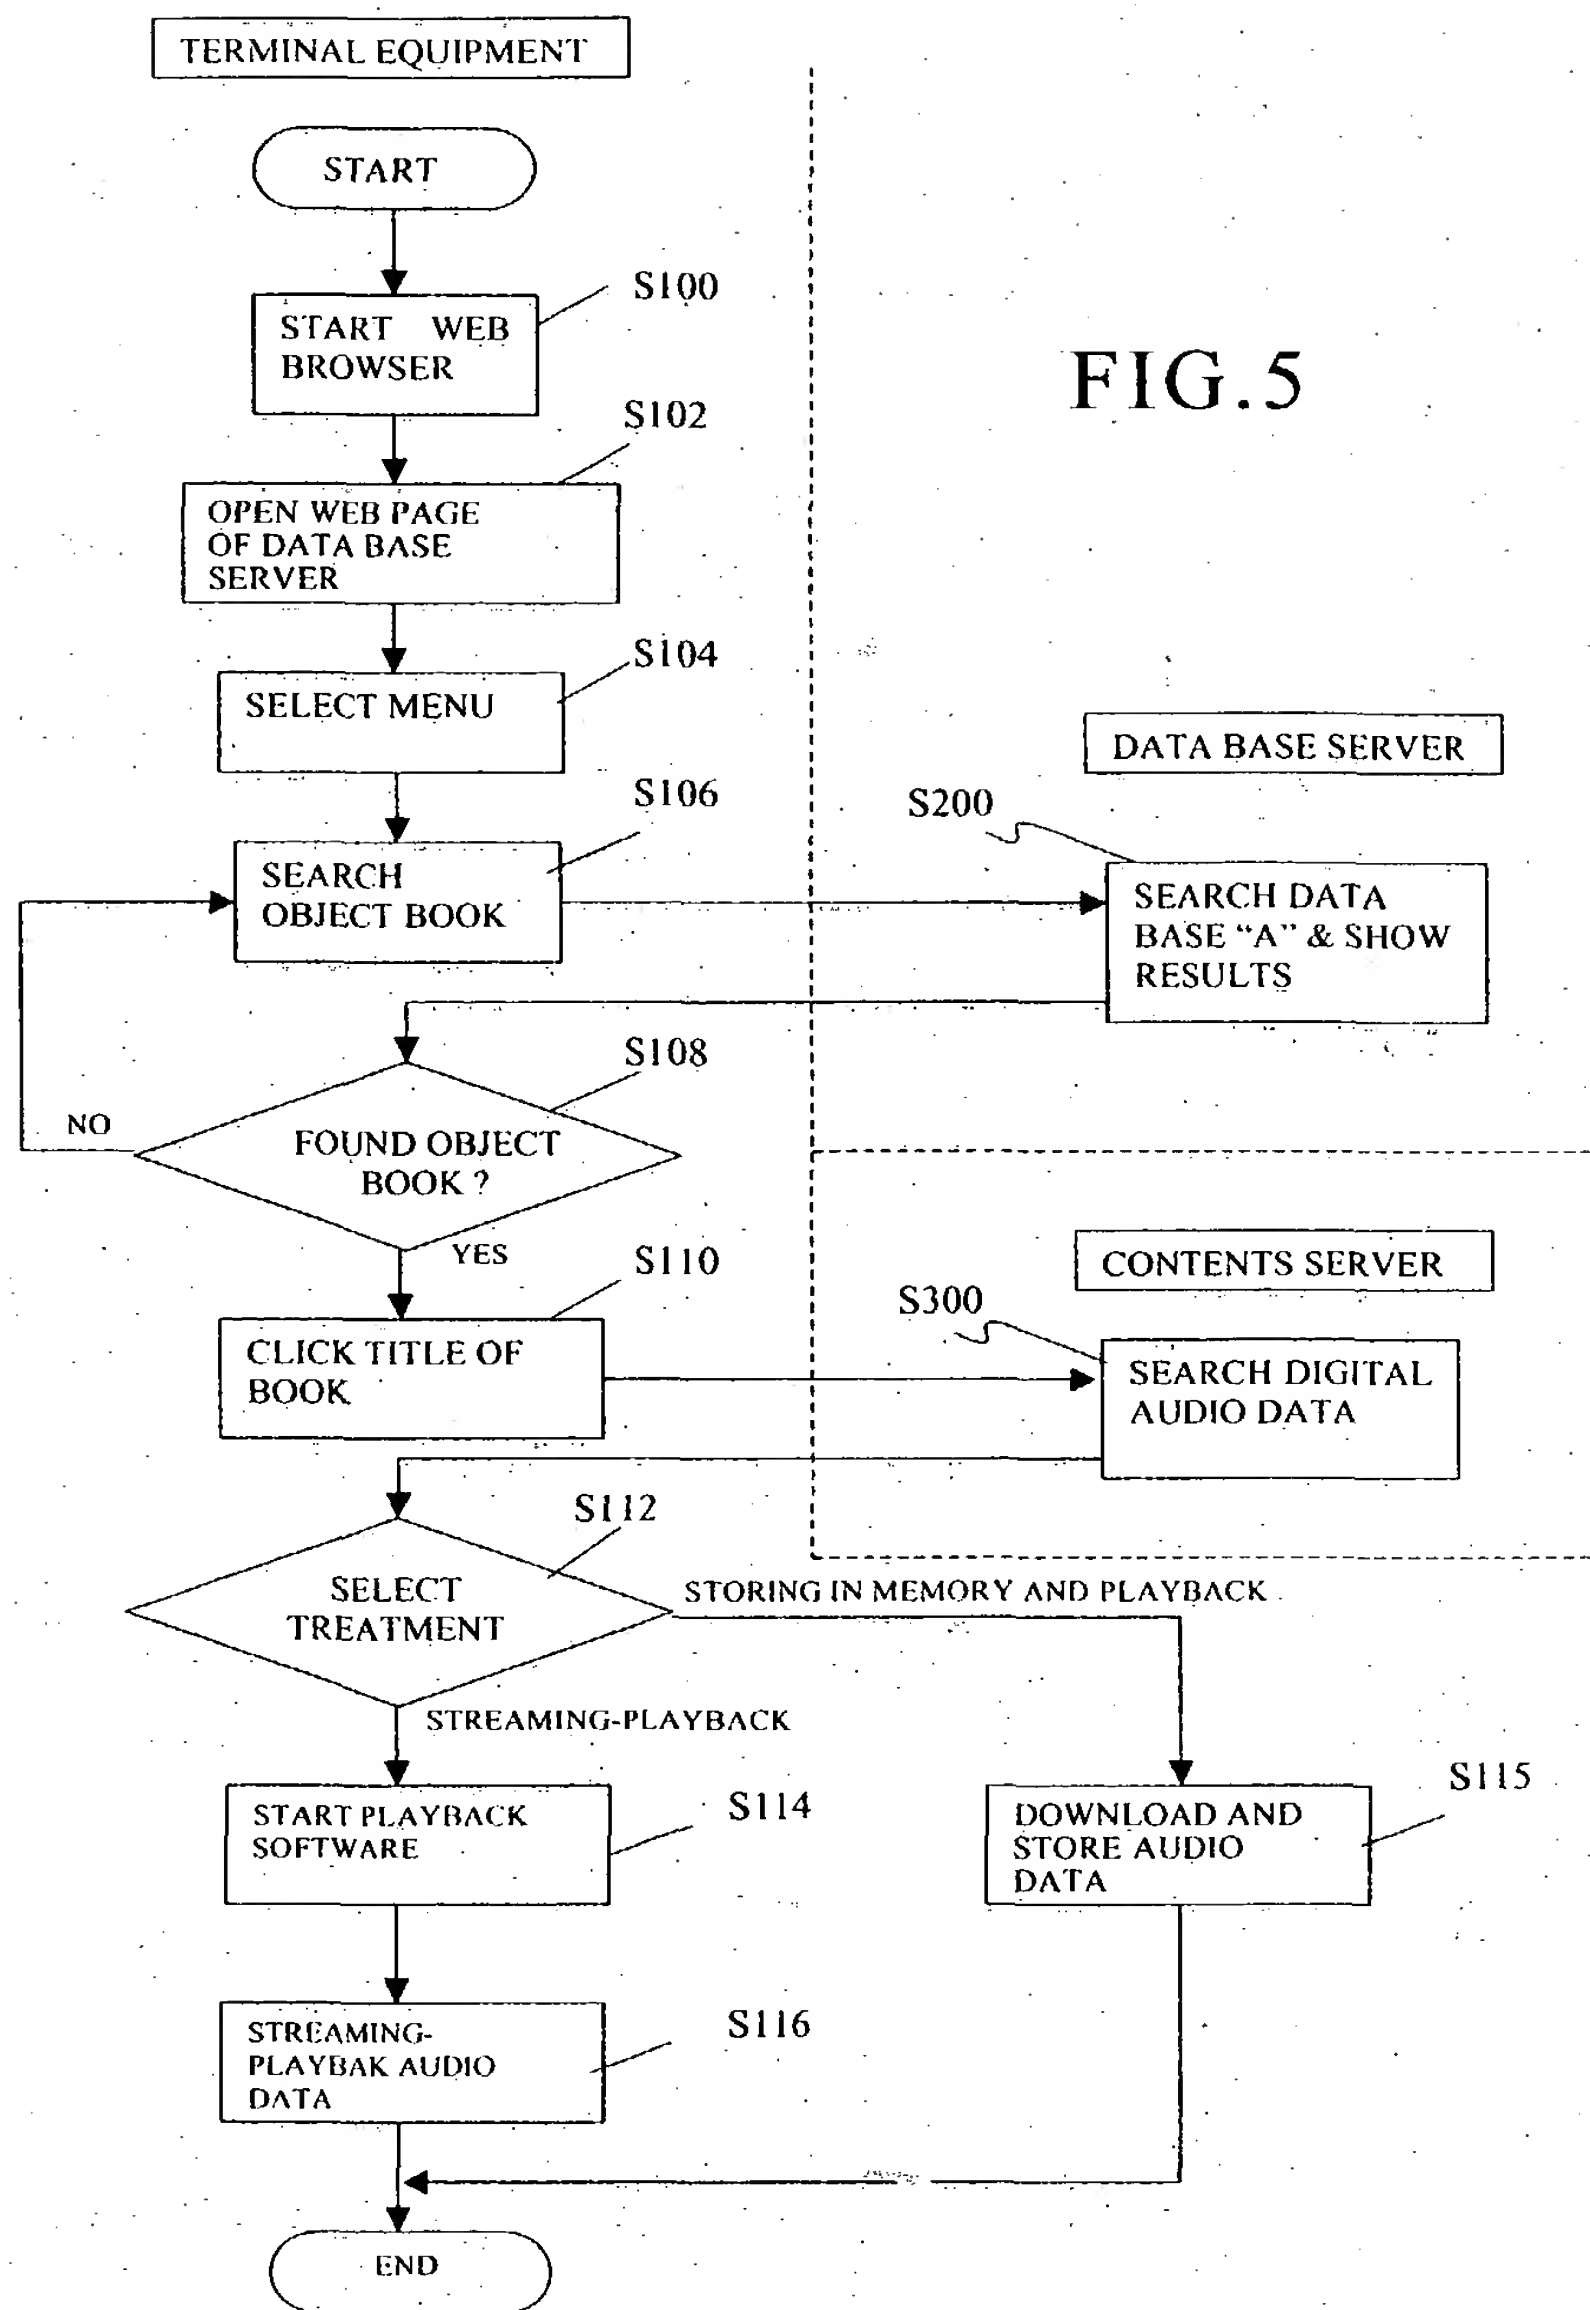 TERMINAL EQUIPMENT
START
S100
START WEB
BROWSER
FIG.5
S102
OPEN WEB PAGE
OF DATA BASE
SERVER
S104
SELECT MENU
DATA BASE SERVER
S106
SEARCH
OBJECT BOOK
S200
SEARCH DATA
BASE “A” & SHOW
RESULTS
S108
NO
FOUND OBJECT
BOOK ?
YES
S110
CLICK TITLE OF
BOOK
CONTENTS SERVER
S300
SEARCH DIGITAL
AUDIO DATA
S112
SELECT
TREATMENT
STORING IN MEMORY AND PLAYBACK
STREAMING-PLAYBACK
S114
START PLAYBACK
SOFTWARE
S115
DOWNLOAD AND
STORE AUDIO
DATA
S116
STREAMING-
PLAYBAK AUDIO
DATA
END